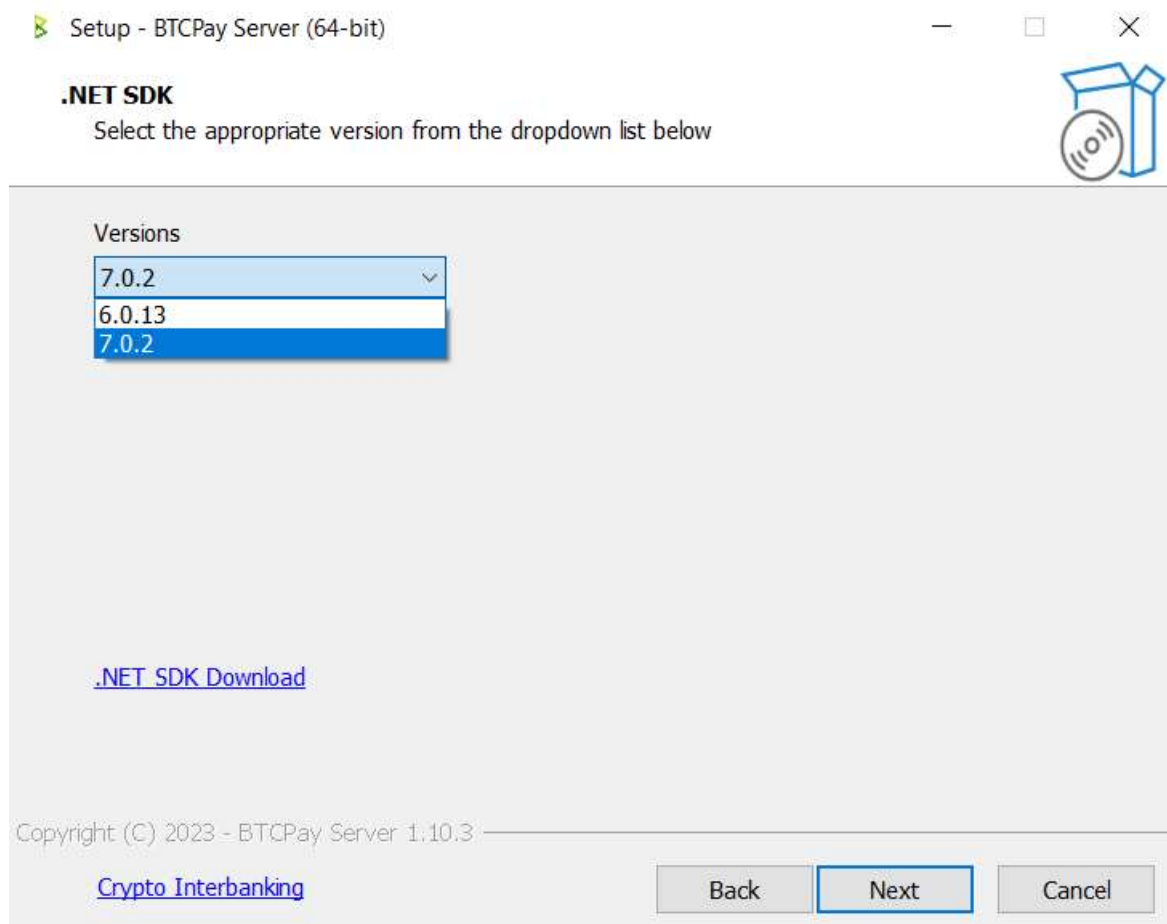 Setup - BTCPay Server (64-bit)
.NET SDK
Select the appropriate version from the dropdown list below
Versions
7.0.2
6.0.13
7.0.2
.NET SDK Download
Copyright (C) 2023 - BTCPay Server 1.10.3
Crypto Interbanking
Back
Next
Cancel